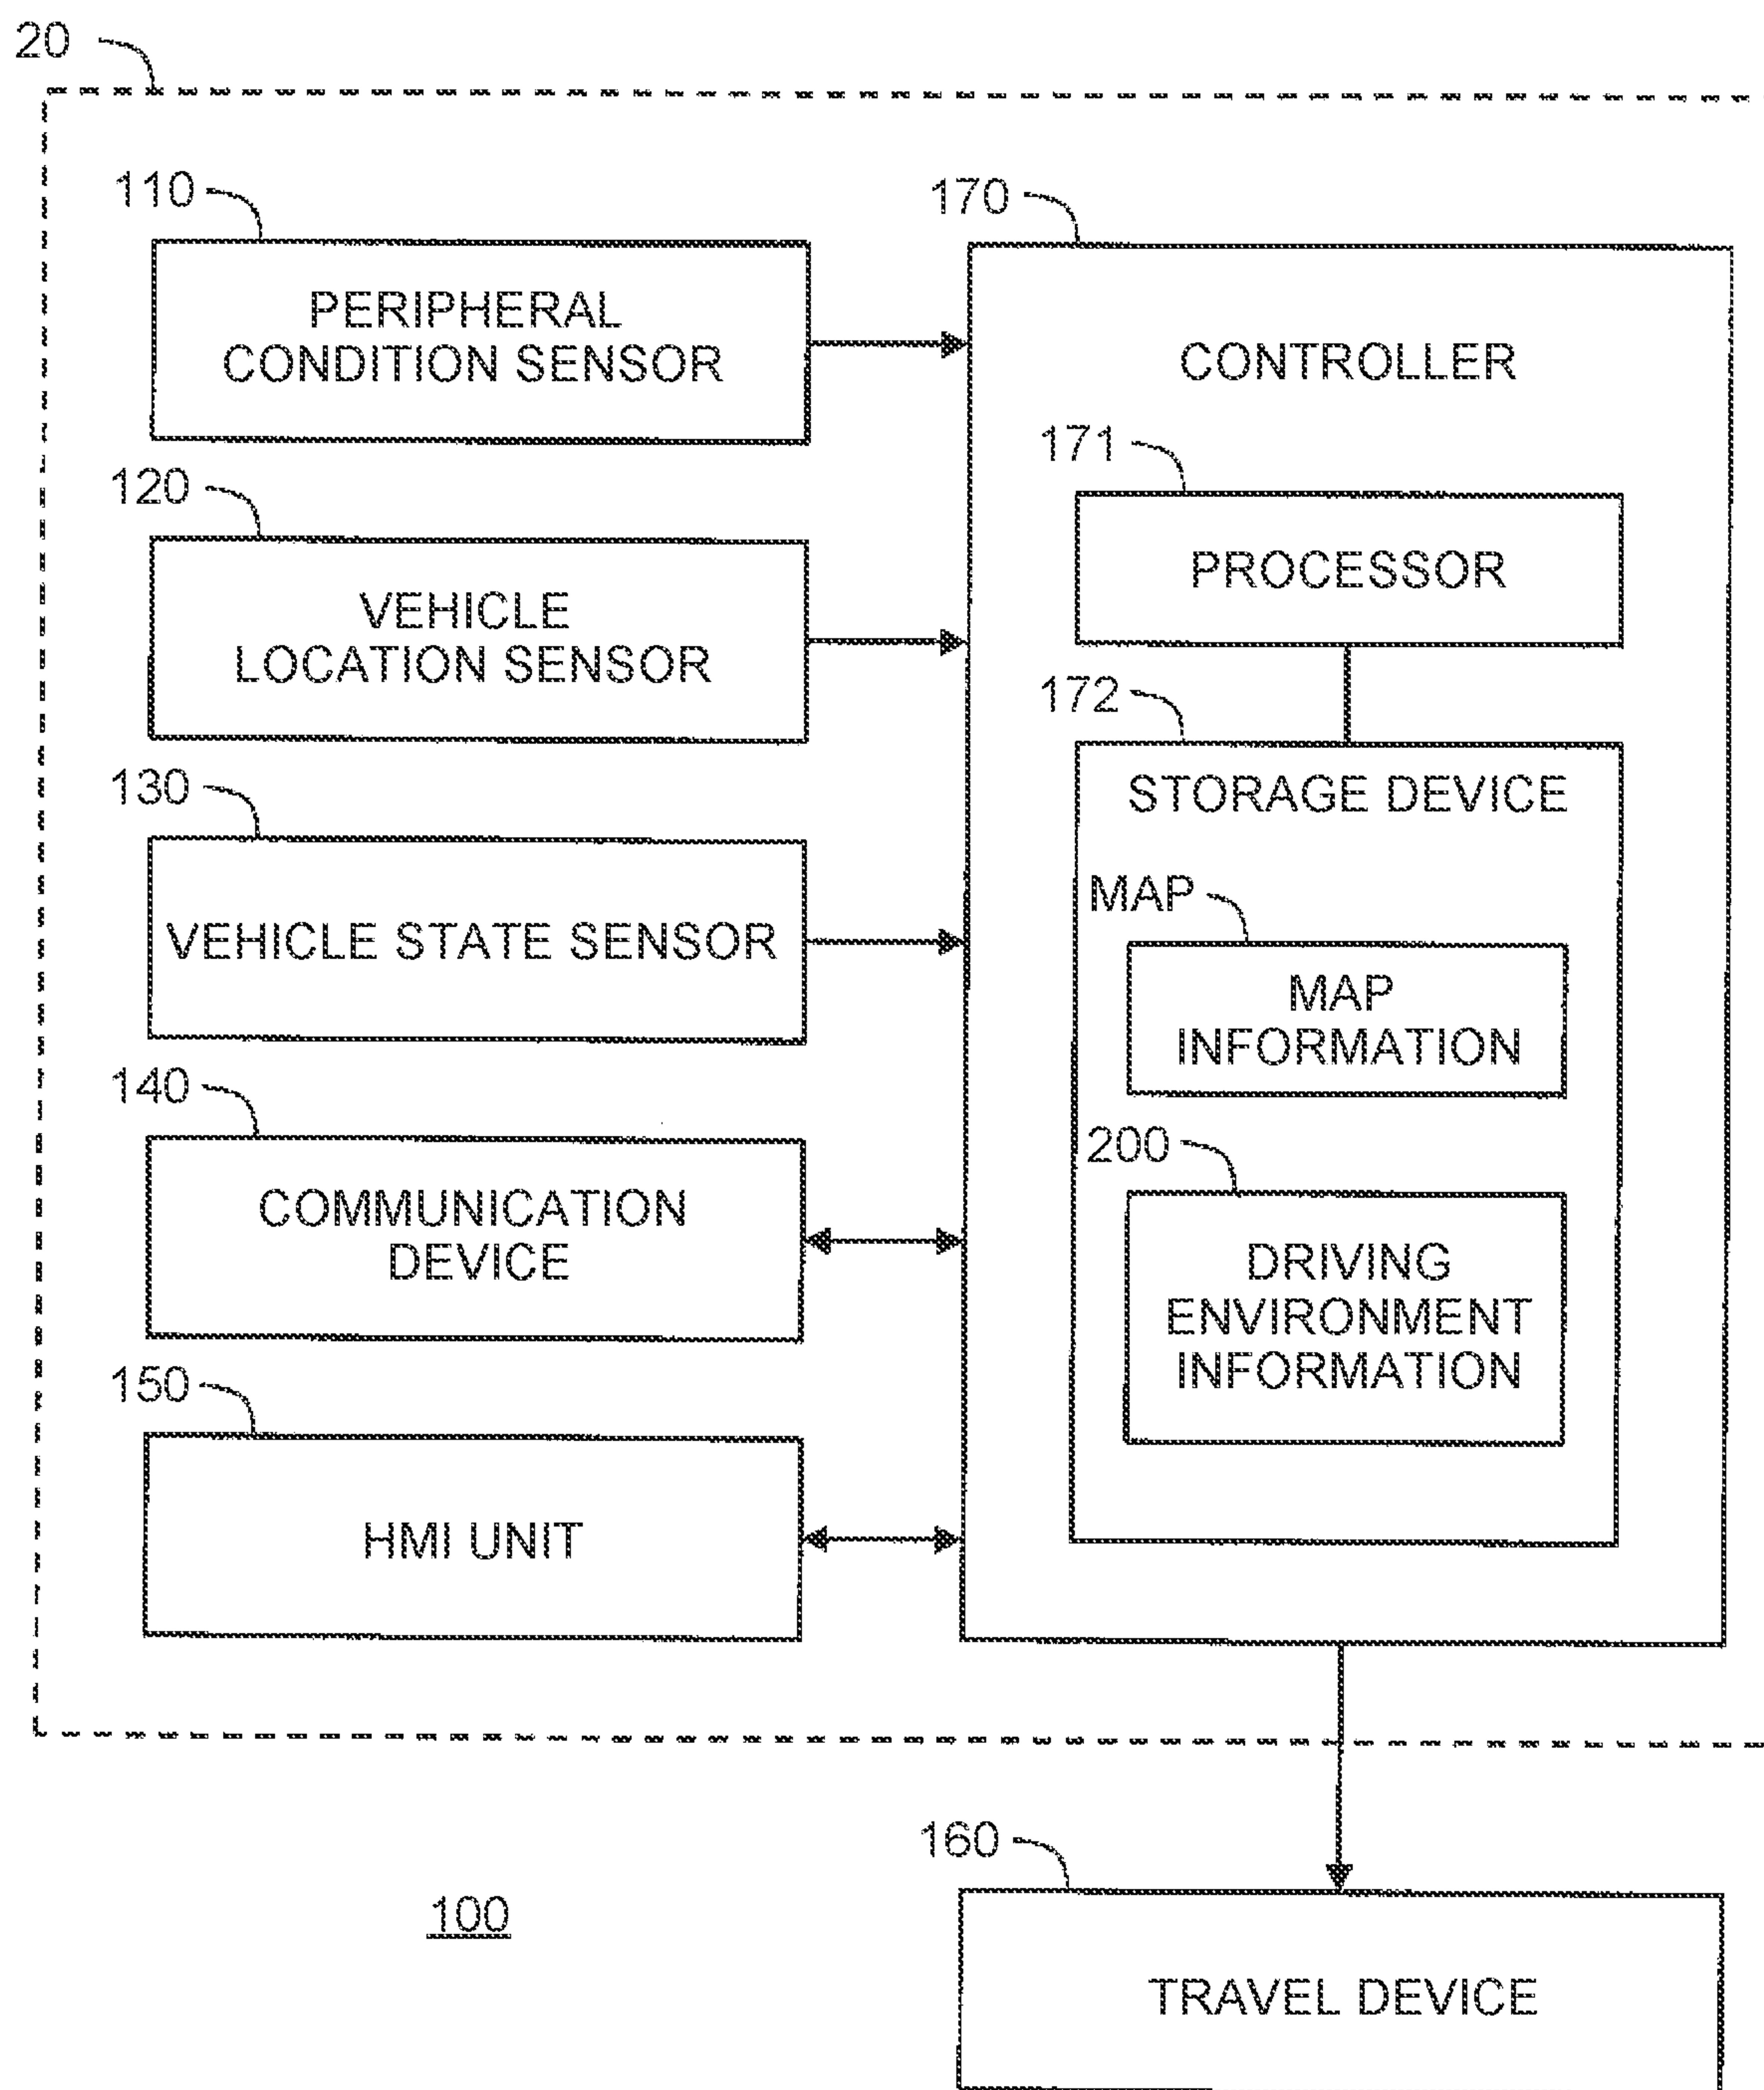 20
110
PERIPHERAL
CONDITION SENSOR
120
VEHICLE
LOCATION SENSOR
130
VEHICLE STATE SENSOR
140
COMMUNICATION
DEVICE
150
HMI UNIT
170
CONTROLLER
171
PROCESSOR
172
STORAGE DEVICE
MAP
MAP
INFORMATION
200
DRIVING
ENVIRONMENT
INFORMATION
160
TRAVEL DEVICE
100